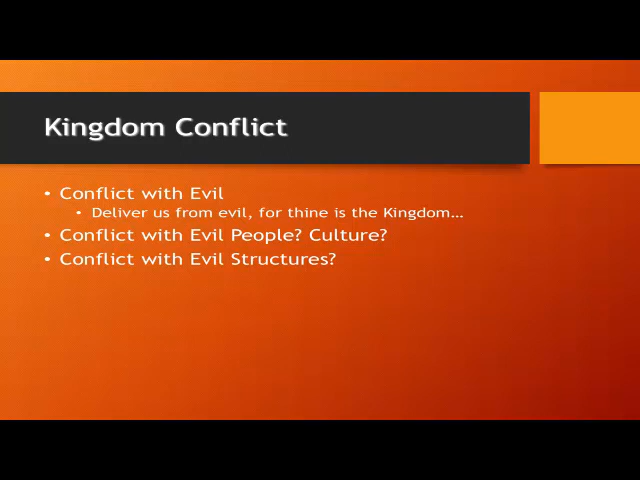 Kingdom Conflict
• Conflict with Evil
• Deliver us from evil, for thine is the Kingdom...
• Conflict with Evil People? Culture?
• Conflict with Evil Structures?